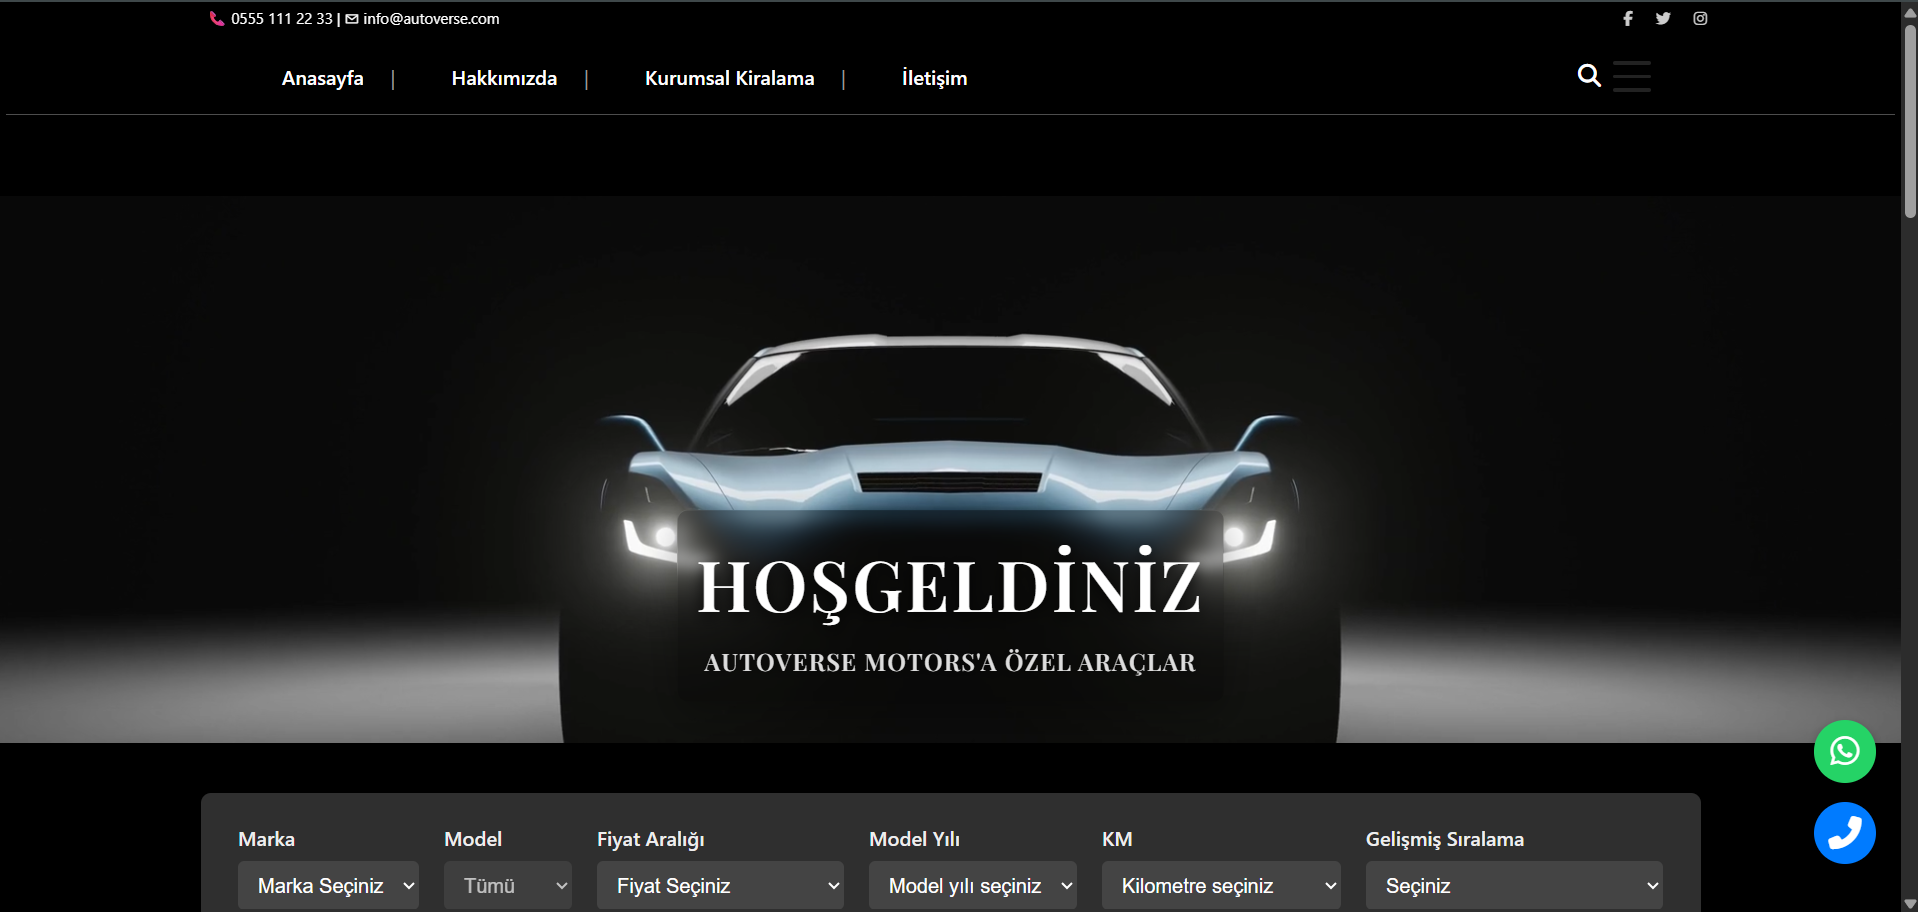 0555 111 22 33 | info@autoverse.com
Anasayfa | Hakkımızda | Kurumsal Kiralama | İletişim
HOŞGELDİNİZ
AUTOVERSE MOTORS'A ÖZEL ARAÇLAR
Marka Model Fiyat Aralığı Model Yılı KM Gelişmiş Sıralama
Marka Seçiniz Tümü Fiyat Seçiniz Model yılı seçiniz Kilometre seçiniz Seçiniz